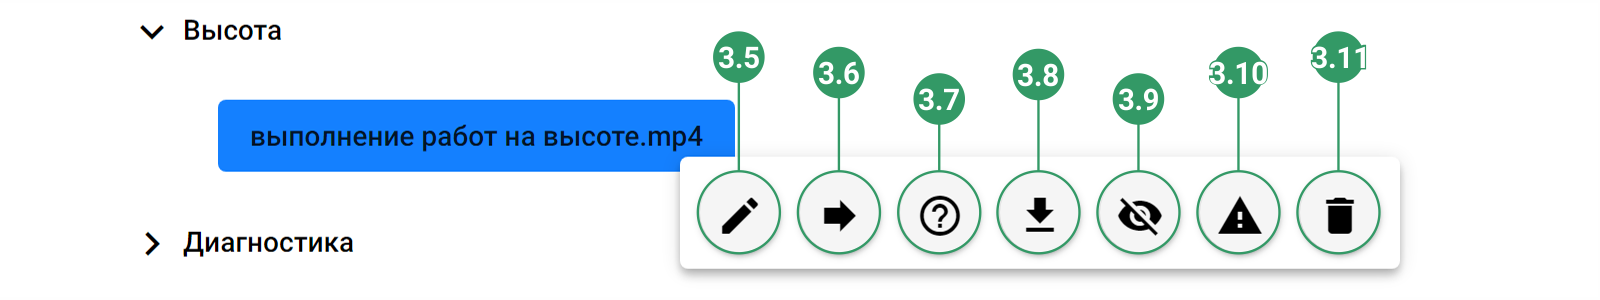 Высота
3.5 3.6 3.7 3.8 3.9 3.10 3.11
выполнение работ на высоте.mp4
Диагностика